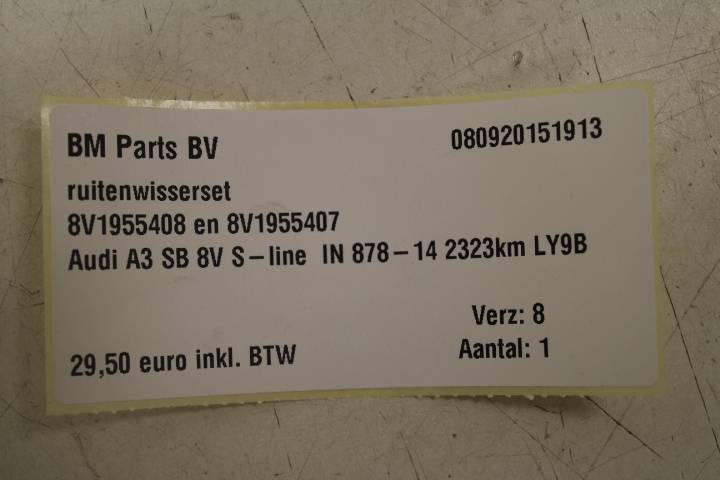 BM Parts BV 080920151913
ruitenwisserset
8V1955408 en 8V1955407
Audi A3 SB 8V S-line IN 878-14 2323km LY9B
Verz: 8
29,50 euro inkl. BTW Aantal: 1